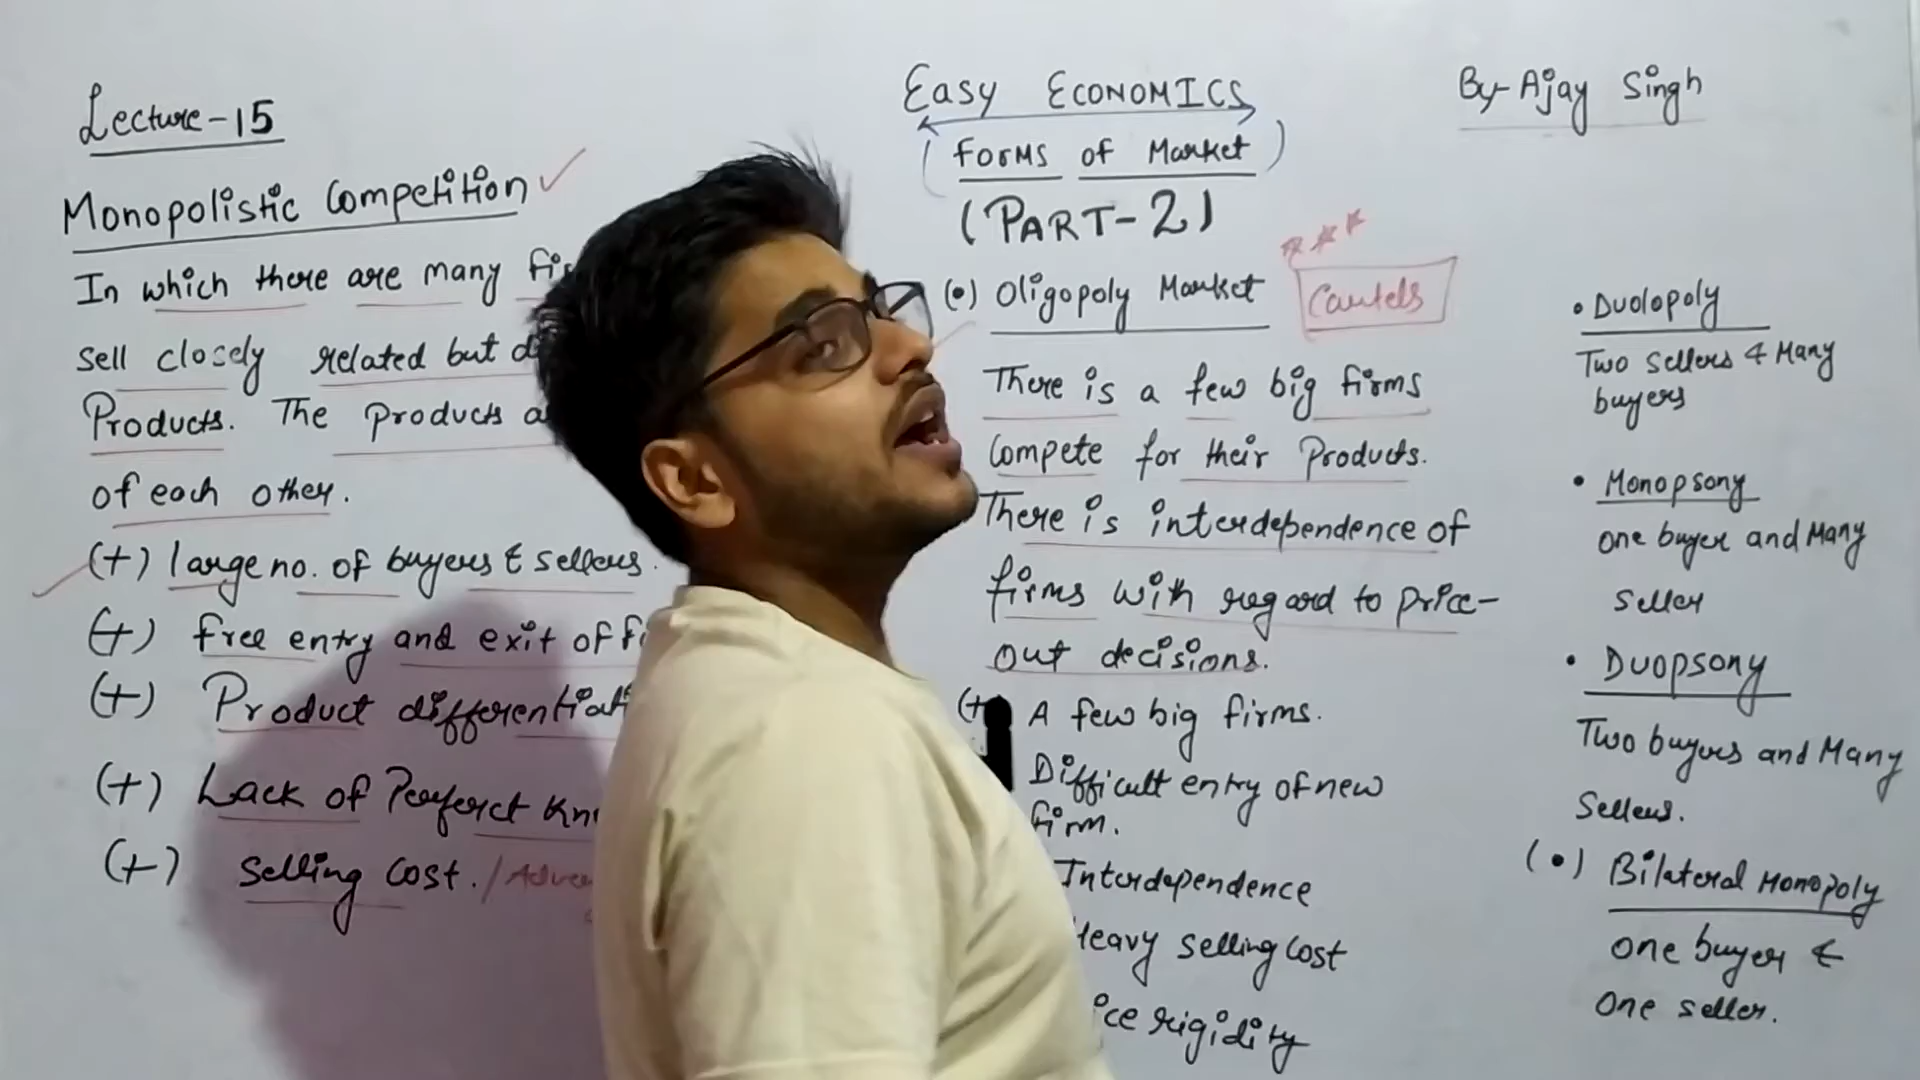 Lecture-15
Monopolistic Competition
In which there are many
Sell closely related but
Products. The Products
of each other.
(+) large no. of buyers & sellers.
(+) free entry and exit of
(+) Product
(+) Lack of Perferct
(+) Selling Cost. /
Easy ECONOMICS
(Forms of Market)
(PART-2)
(•) Oligopoly Market
Cartels
There is a few big firms
Compete for their Products.
There is interdependence of
firms with regard to price-
out decisions.
A few big firms.
Difficult entry of new
firm.
Interdependence
Heavy selling Cost
rigidity
By-Ajay Singh
• Duolopoly
Two Sellers & Many
buyers
• Monopsony
one buyer and Many
Seller
• Duopsony
Two buyers and Many
Sellers.
(•) Bilateral Monopoly
one buyer &
one seller.